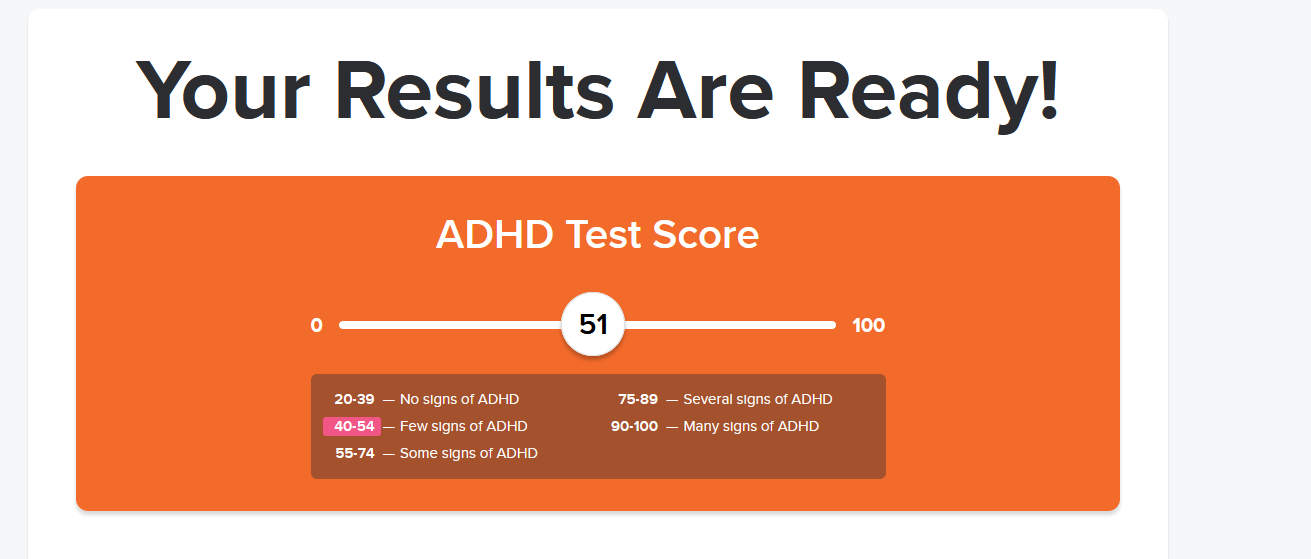 Your Results Are Ready!
ADHD Test Score
0 51 100
20-39 — No signs of ADHD 75-89 — Several signs of ADHD
40-54 — Few signs of ADHD 90-100 — Many signs of ADHD
55-74 — Some signs of ADHD